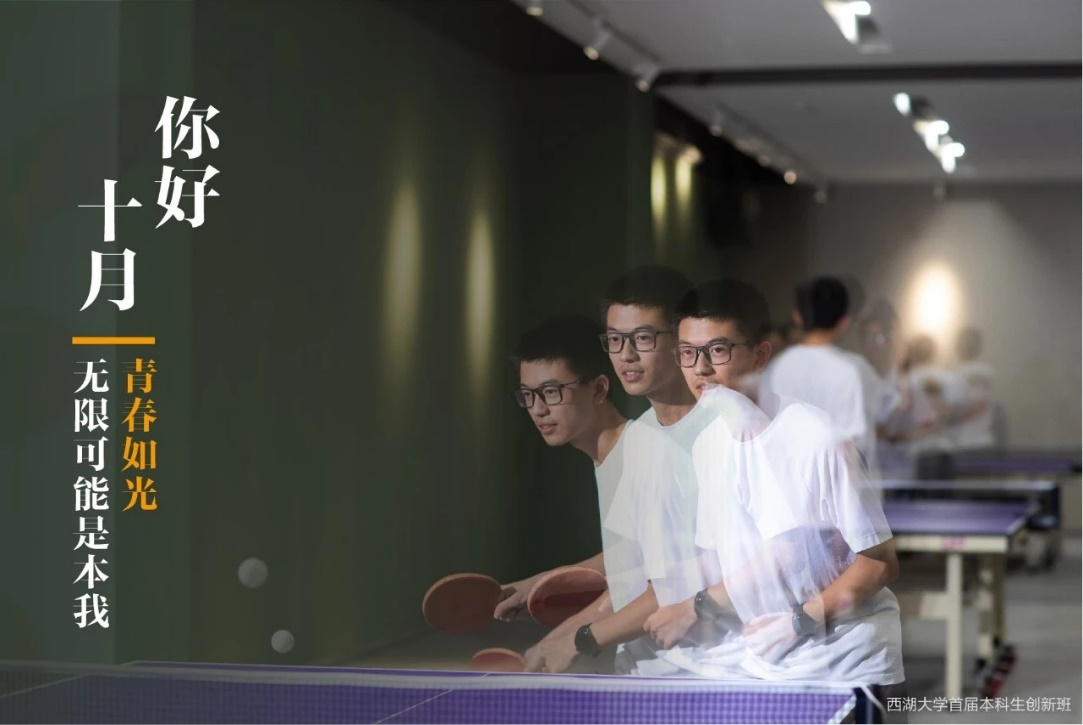 你好
十月
青春如光
无限可能是本我
西湖大学首届本科生创新班